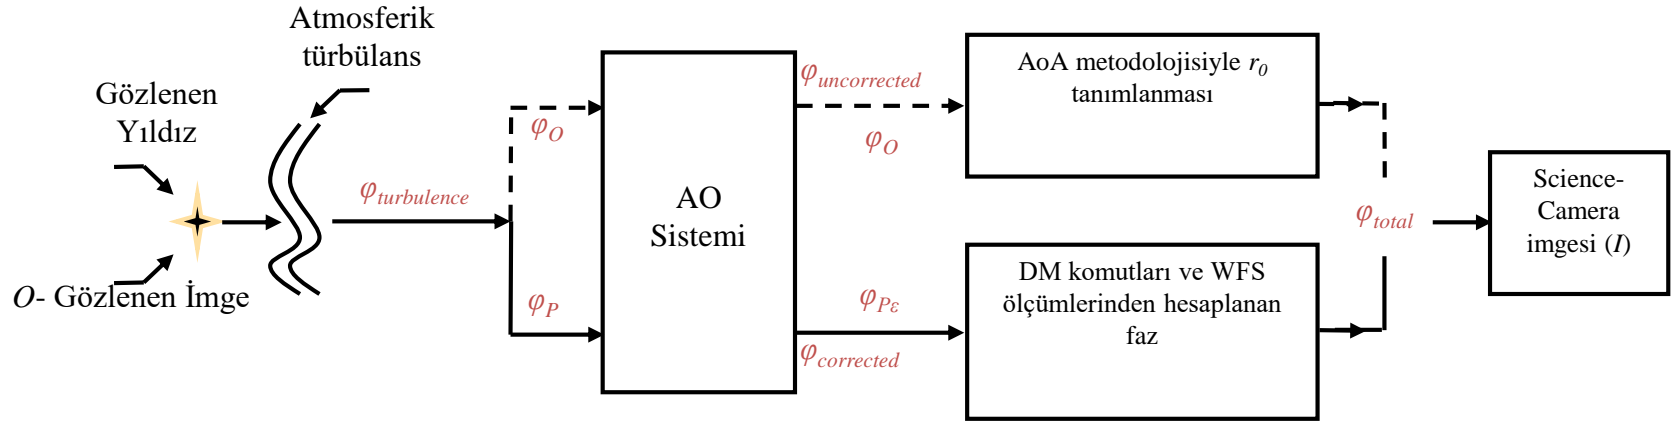 Atmosferik
türbülans
Gözlenen
Yıldız
O- Gözlenen İmge
φturbulence
φO
φP
AO
Sistemi
φuncorrected
φO
φPε
φcorrected
AoA metodolojisiyle r0
tanımlanması
DM komutları ve WFS
ölçümlerinden hesaplanan
faz
φtotal
Science-
Camera
imgesi (I)